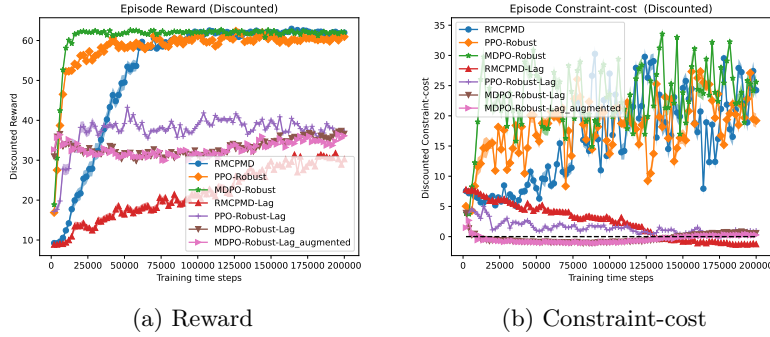 Episode Reward (Discounted)
Discounted Reward
60
50
40
30
20
10
RMCPMD
PPO-Robust
MDPO-Robust
RMCPMD-Lag
PPO-Robust-Lag
MDPO-Robust-Lag
MDPO-Robust-Lag_augmented
0 25000 50000 75000 100000 125000 150000 175000 200000
Training time steps
(a) Reward
Episode Constraint-cost (Discounted)
Discounted Constraint-cost
35
30
25
20
15
10
5
0
RMCPMD
PPO-Robust
MDPO-Robust
RMCPMD-Lag
PPO-Robust-Lag
MDPO-Robust-Lag
MDPO-Robust-Lag_augmented
0 25000 50000 75000 100000 125000 150000 175000 200000
Training time steps
(b) Constraint-cost